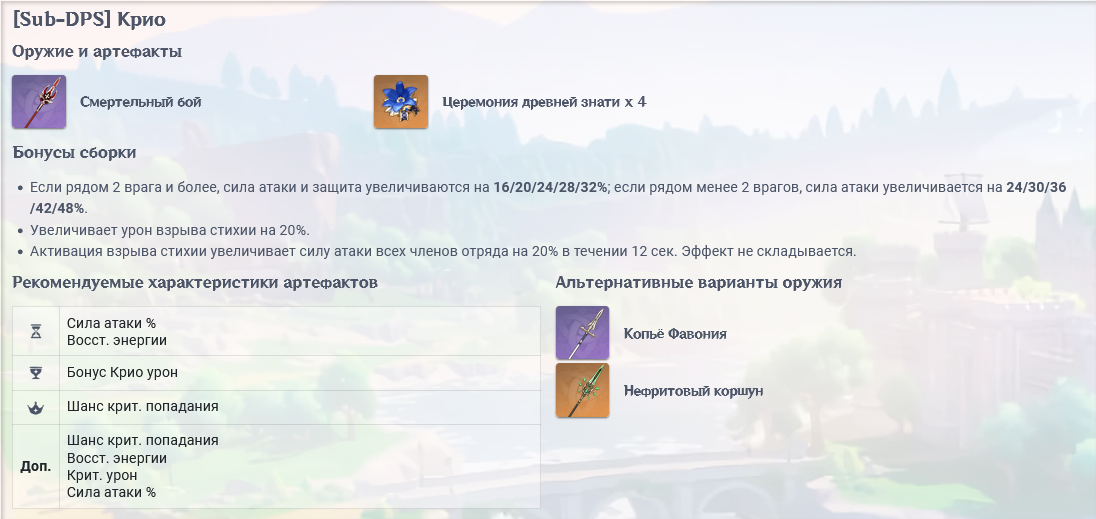 [Sub-DPS] Крио
Оружие и артефакты
Смертельный бой
Церемония древней знати x 4
Бонусы сборки
• Если рядом 2 врага и более, сила атаки и защита увеличиваются на 16/20/24/28/32%; если рядом менее 2 врагов, сила атаки увеличивается на 24/30/36
/42/48%.
• Увеличивает урон взрыва стихии на 20%.
• Активация взрыва стихии увеличивает силу атаки всех членов отряда на 20% в течении 12 сек. Эффект не складывается.
Рекомендуемые характеристики артефактов
Сила атаки %
Восст. энергии
Бонус Крио урон
Шанс крит. попадания
Доп.
Шанс крит. попадания
Восст. энергии
Крит. урон
Сила атаки %
Альтернативные варианты оружия
Копьё Фавония
Нефритовый коршун